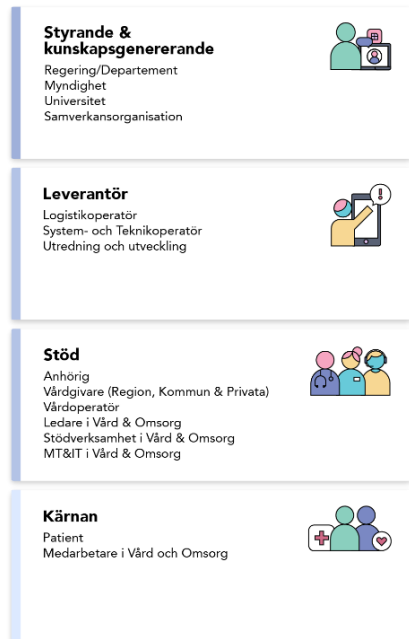 Styrande &
kunskapsgenererande
Regering/Departement
Myndighet
Universitet
Samverkansorganisation
Leverantör
Logistikoperatör
System- och Teknikoperatör
Utredning och utveckling
!
Stöd
Anhörig
Vårdgivare (Region, Kommun & Privata)
Vårdoperatör
Ledare i Vård & Omsorg
Stödverksamhet i Vård & Omsorg
MT&IT i Vård & Omsorg
Kärnan
Patient
Medarbetare i Vård och Omsorg